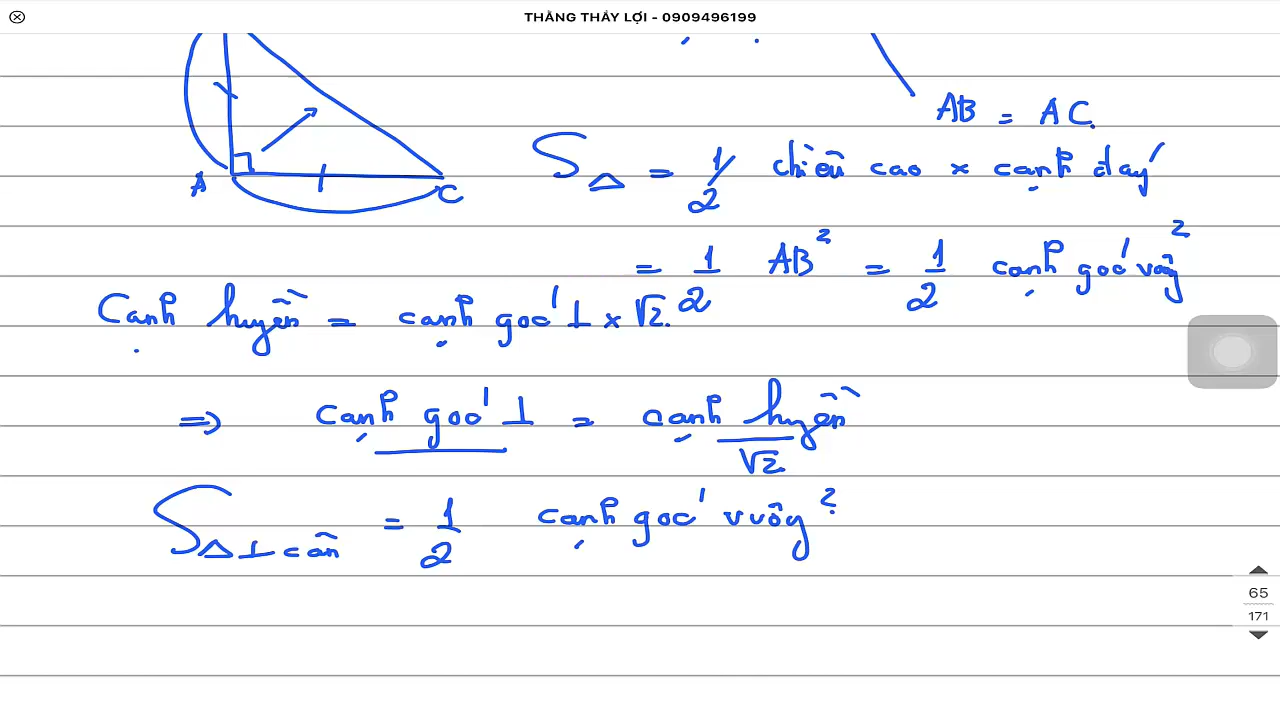 THẦNG THẦY LỢI - 0909496199
AB = AC.
A
C
S△ = 1/2 chiều cao x cạnh đáy
= 1/2 AB² = 1/2 cạnh góc vuông²
Cạnh huyền = cạnh góc ⊥ x √2.
=> cạnh góc ⊥ = cạnh huyền/√2
S△⊥cân = 1/2 cạnh góc vuông²
65
171